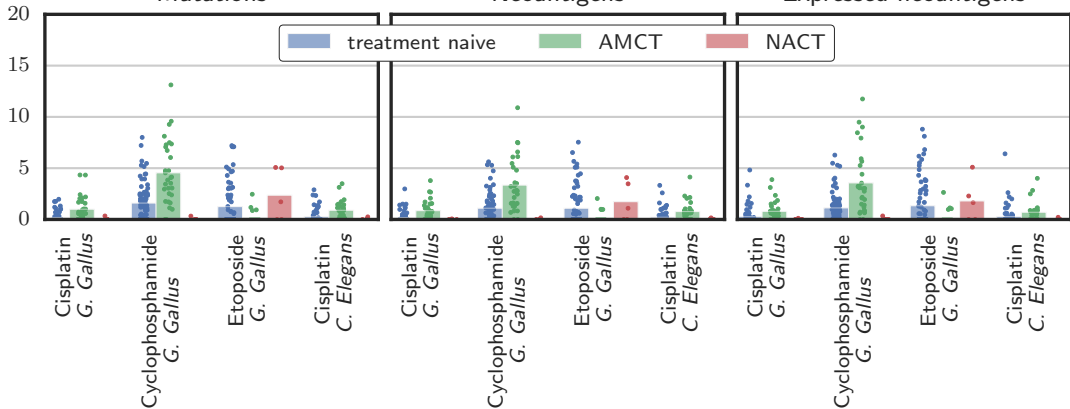 Mutations
Neoantigens
Expressed neoantigens
20
15
10
5
0
treatment naive
AMCT
NACT
Cisplatin
G. Gallus
Cyclophosphamide
G. Gallus
Etoposide
G. Gallus
Cisplatin
C. Elegans
Cisplatin
G. Gallus
Cyclophosphamide
G. Gallus
Etoposide
G. Gallus
Cisplatin
C. Elegans
Cisplatin
G. Gallus
Cyclophosphamide
G. Gallus
Etoposide
G. Gallus
Cisplatin
C. Elegans